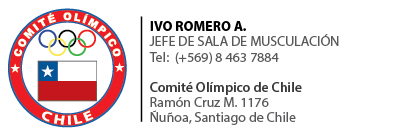 COMITÉ OLÍMPICO
CHILE
IVO ROMERO A.
JEFE DE SALA DE MUSCULACIÓN
Tel: (+569) 8 463 7884
Comité Olímpico de Chile
Ramón Cruz M. 1176
Ñuñoa, Santiago de Chile